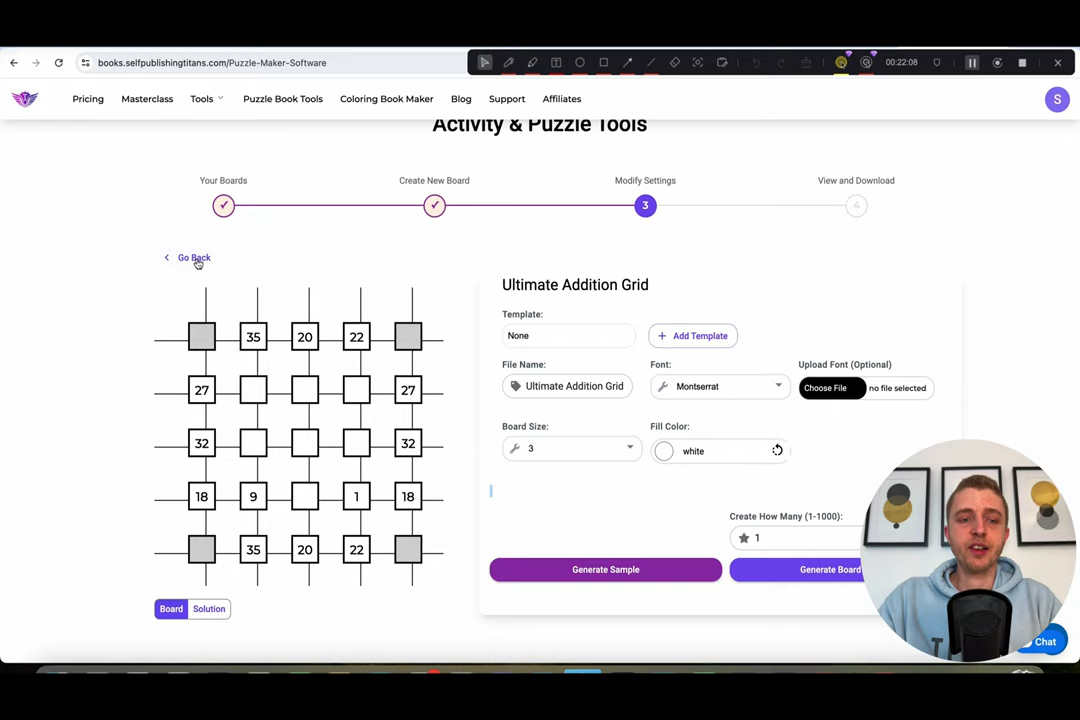 books.selfpublishingtitans.com/Puzzle-Maker-Software
00:22:08
Pricing
Masterclass
Tools
Puzzle Book Tools
Coloring Book Maker
Blog
Support
Affiliates
S
Activity & Puzzle Tools
Your Boards
Create New Board
Modify Settings
View and Download
3
4
Go Back
35 20 22
27 27
32 32
18 9 1 18
35 20 22
Board
Solution
Ultimate Addition Grid
Template:
None
Add Template
File Name:
Font:
Upload Font (Optional)
Ultimate Addition Grid
Montserrat
Choose File
no file selected
Board Size:
Fill Color:
3
white
Create How Many (1-1000):
1
Generate Sample
Generate Board
Chat